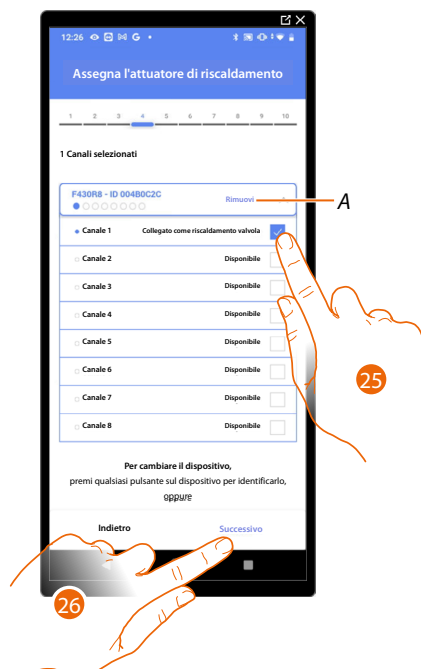 12:26 G
Assegna l'attuatore di riscaldamento
1 2 3 4 5 6 7 8 9 10
1 Canali selezionati
F430R8 - ID 004B0C2C
Rimuovi
A
Canale 1 Collegato come riscaldamento valvola
Canale 2 Disponibile
Canale 3 Disponibile
Canale 4 Disponibile
Canale 5 Disponibile
Canale 6 Disponibile
Canale 7 Disponibile
Canale 8 Disponibile
25
Per cambiare il dispositivo,
premi qualsiasi pulsante sul dispositivo per identificarlo,
oppure
Indietro Successivo
26